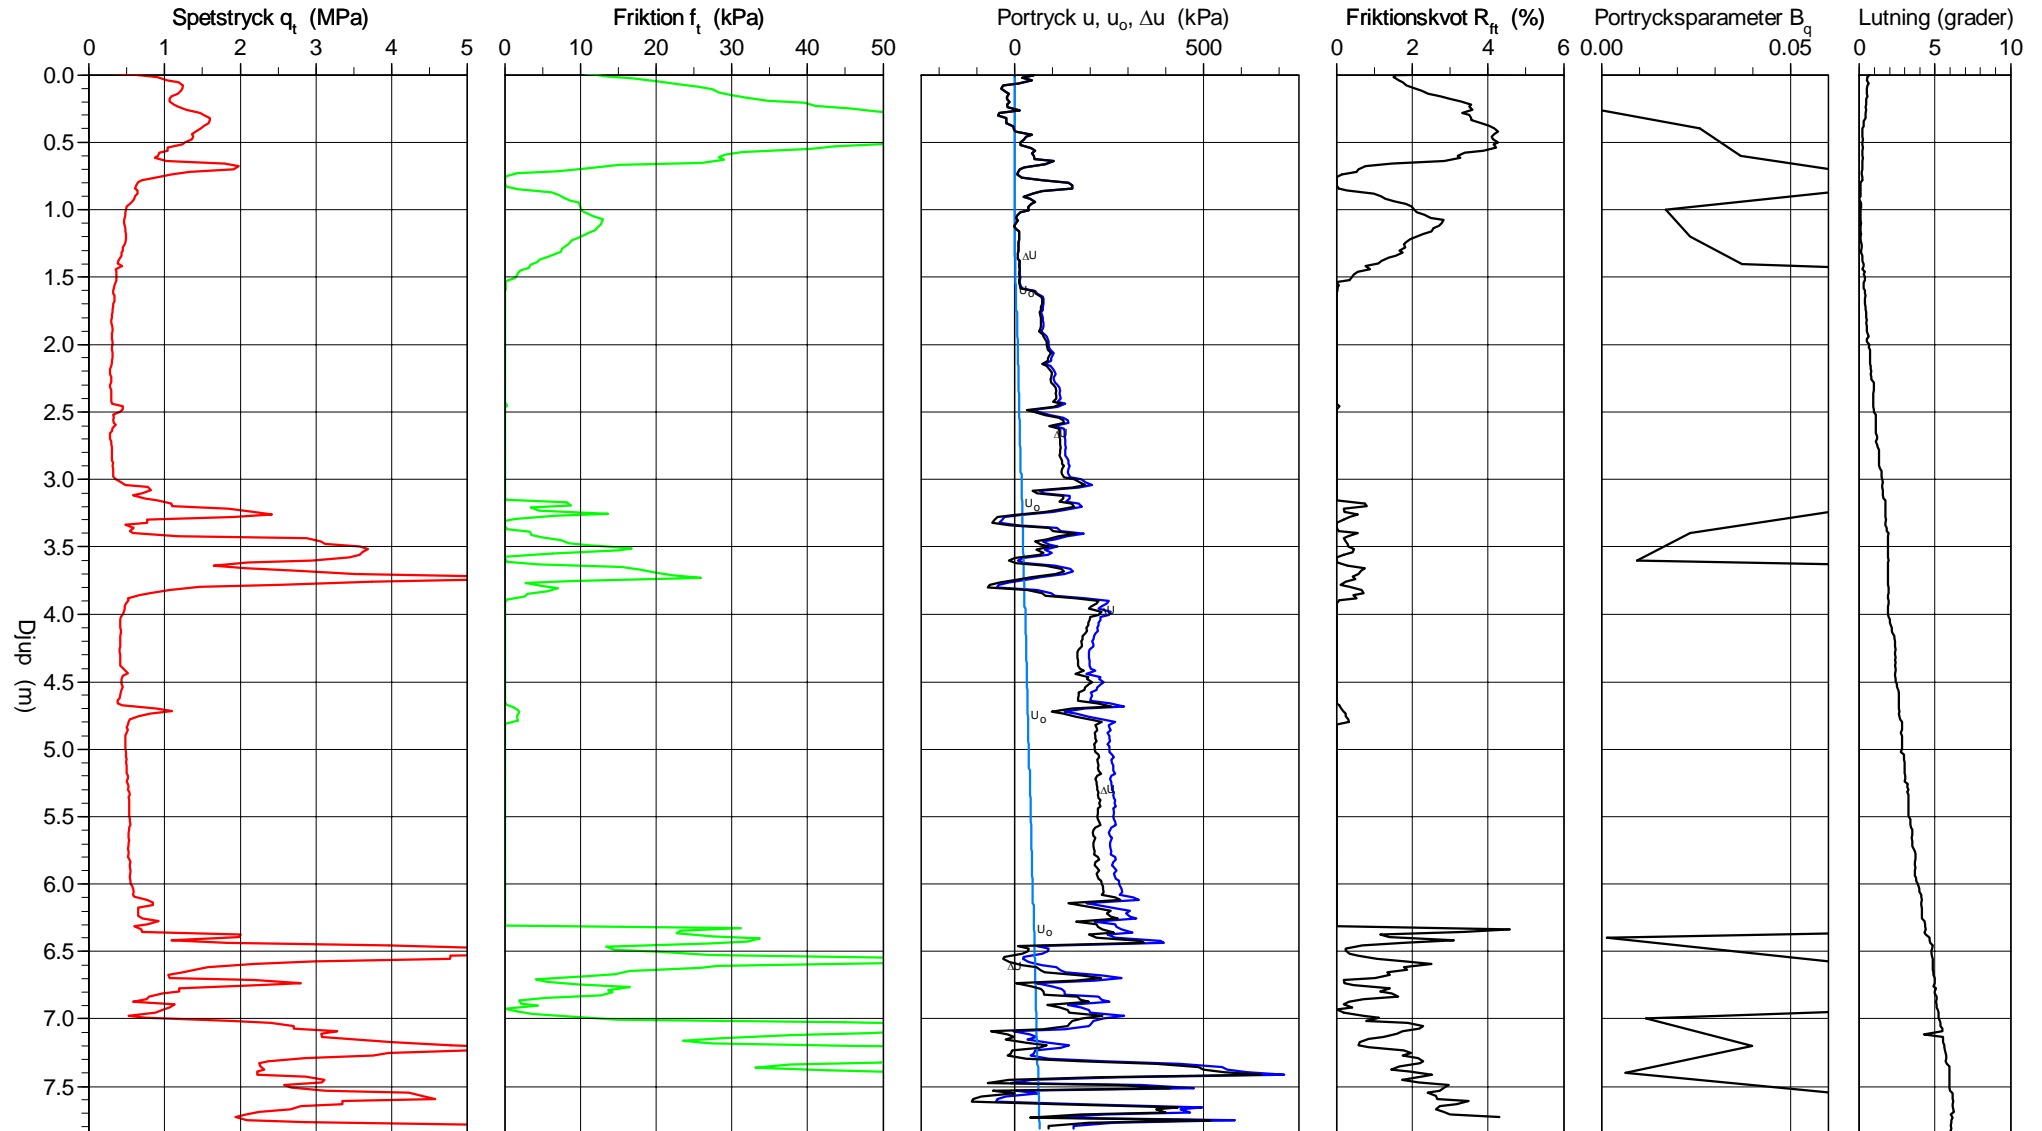 Spetstryck qt (MPa)
Friktion ft (kPa)
Portryck u, uo, Δu (kPa)
Friktionskvot Rft (%)
Portrycksparameter Bq
Lutning (grader)
0 1 2 3 4 5
0 10 20 30 40 50
0 500
0 2 4 6
0.00 0.05
0 5 10
0.0
0.5
1.0
ΔU
1.5
Uo
2.0
2.5
ΔU
3.0
Uo
3.5
ΔU
4.0
Djup (m)
4.5
Uo
5.0
ΔU
5.5
6.0
Uo
6.5
ΔU
7.0
7.5